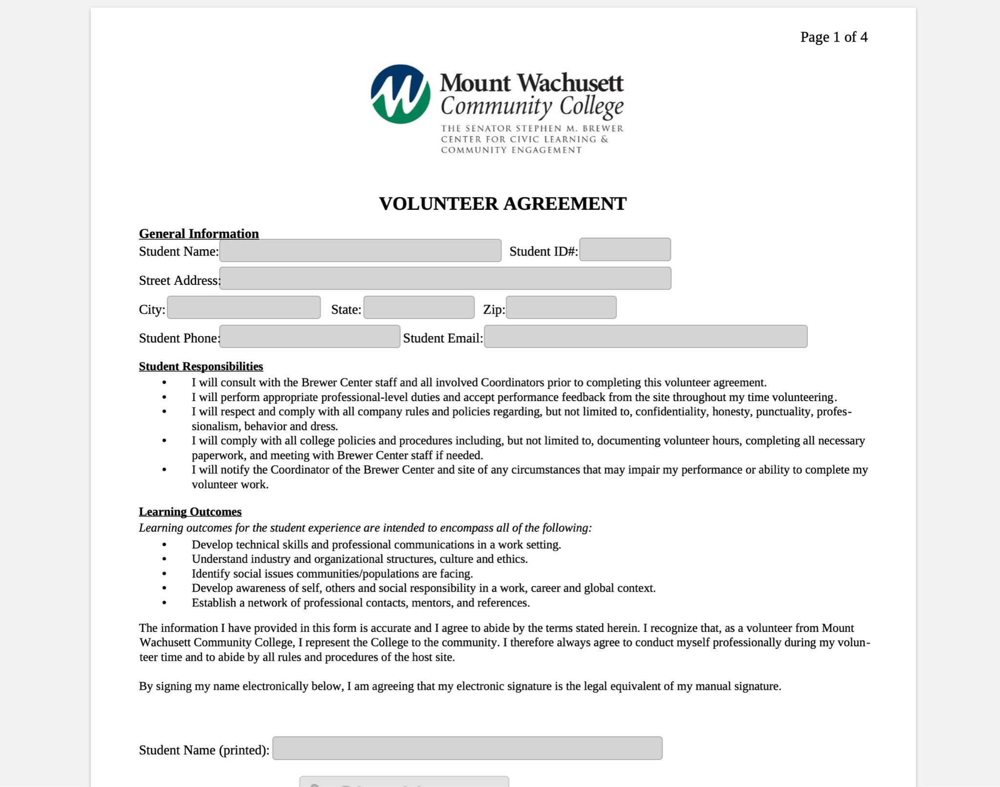 Page 1 of 4
Mount Wachusett
Community College
THE SENATOR STEPHEN M. BREWER
CENTER FOR CIVIC LEARNING &
COMMUNITY ENGAGEMENT
VOLUNTEER AGREEMENT
General Information
Student Name: Student ID#:
Street Address:
City: State: Zip:
Student Phone: Student Email:
Student Responsibilities
• I will consult with the Brewer Center staff and all involved Coordinators prior to completing this volunteer agreement.
• I will perform appropriate professional-level duties and accept performance feedback from the site throughout my time volunteering.
• I will respect and comply with all company rules and policies regarding, but not limited to, confidentiality, honesty, punctuality, profes-
sionalism, behavior and dress.
• I will comply with all college policies and procedures including, but not limited to, documenting volunteer hours, completing all necessary
paperwork, and meeting with Brewer Center staff if needed.
• I will notify the Coordinator of the Brewer Center and site of any circumstances that may impair my performance or ability to complete my
volunteer work.
Learning Outcomes
Learning outcomes for the student experience are intended to encompass all of the following:
• Develop technical skills and professional communications in a work setting.
• Understand industry and organizational structures, culture and ethics.
• Identify social issues communities/populations are facing.
• Develop awareness of self, others and social responsibility in a work, career and global context.
• Establish a network of professional contacts, mentors, and references.
The information I have provided in this form is accurate and I agree to abide by the terms stated herein. I recognize that, as a volunteer from Mount
Wachusett Community College, I represent the College to the community. I therefore always agree to conduct myself professionally during my volun-
teer time and to abide by all rules and procedures of the host site.
By signing my name electronically below, I am agreeing that my electronic signature is the legal equivalent of my manual signature.
Student Name (printed):